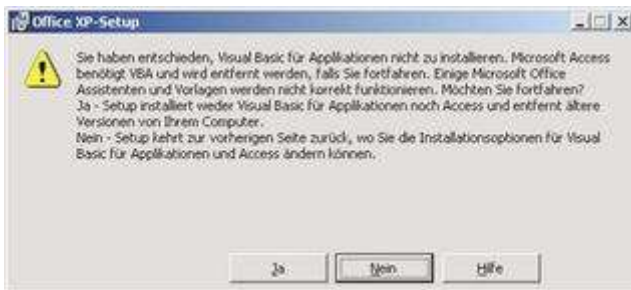 Office XP-Setup
Sie haben entschieden, Visual Basic für Applikationen nicht zu installieren. Microsoft Access
benötigt VBA und wird entfernt werden, falls Sie fortfahren. Einige Microsoft Office
Assistenten und Vorlagen werden nicht korrekt funktionieren. Möchten Sie fortfahren?
Ja - Setup installiert weder Visual Basic für Applikationen noch Access und entfernt ältere
Versionen von Ihrem Computer.
Nein - Setup kehrt zur vorherigen Seite zurück, wo Sie die Installationsoptionen für Visual
Basic für Applikationen und Access ändern können.
Ja
Nein
Hilfe